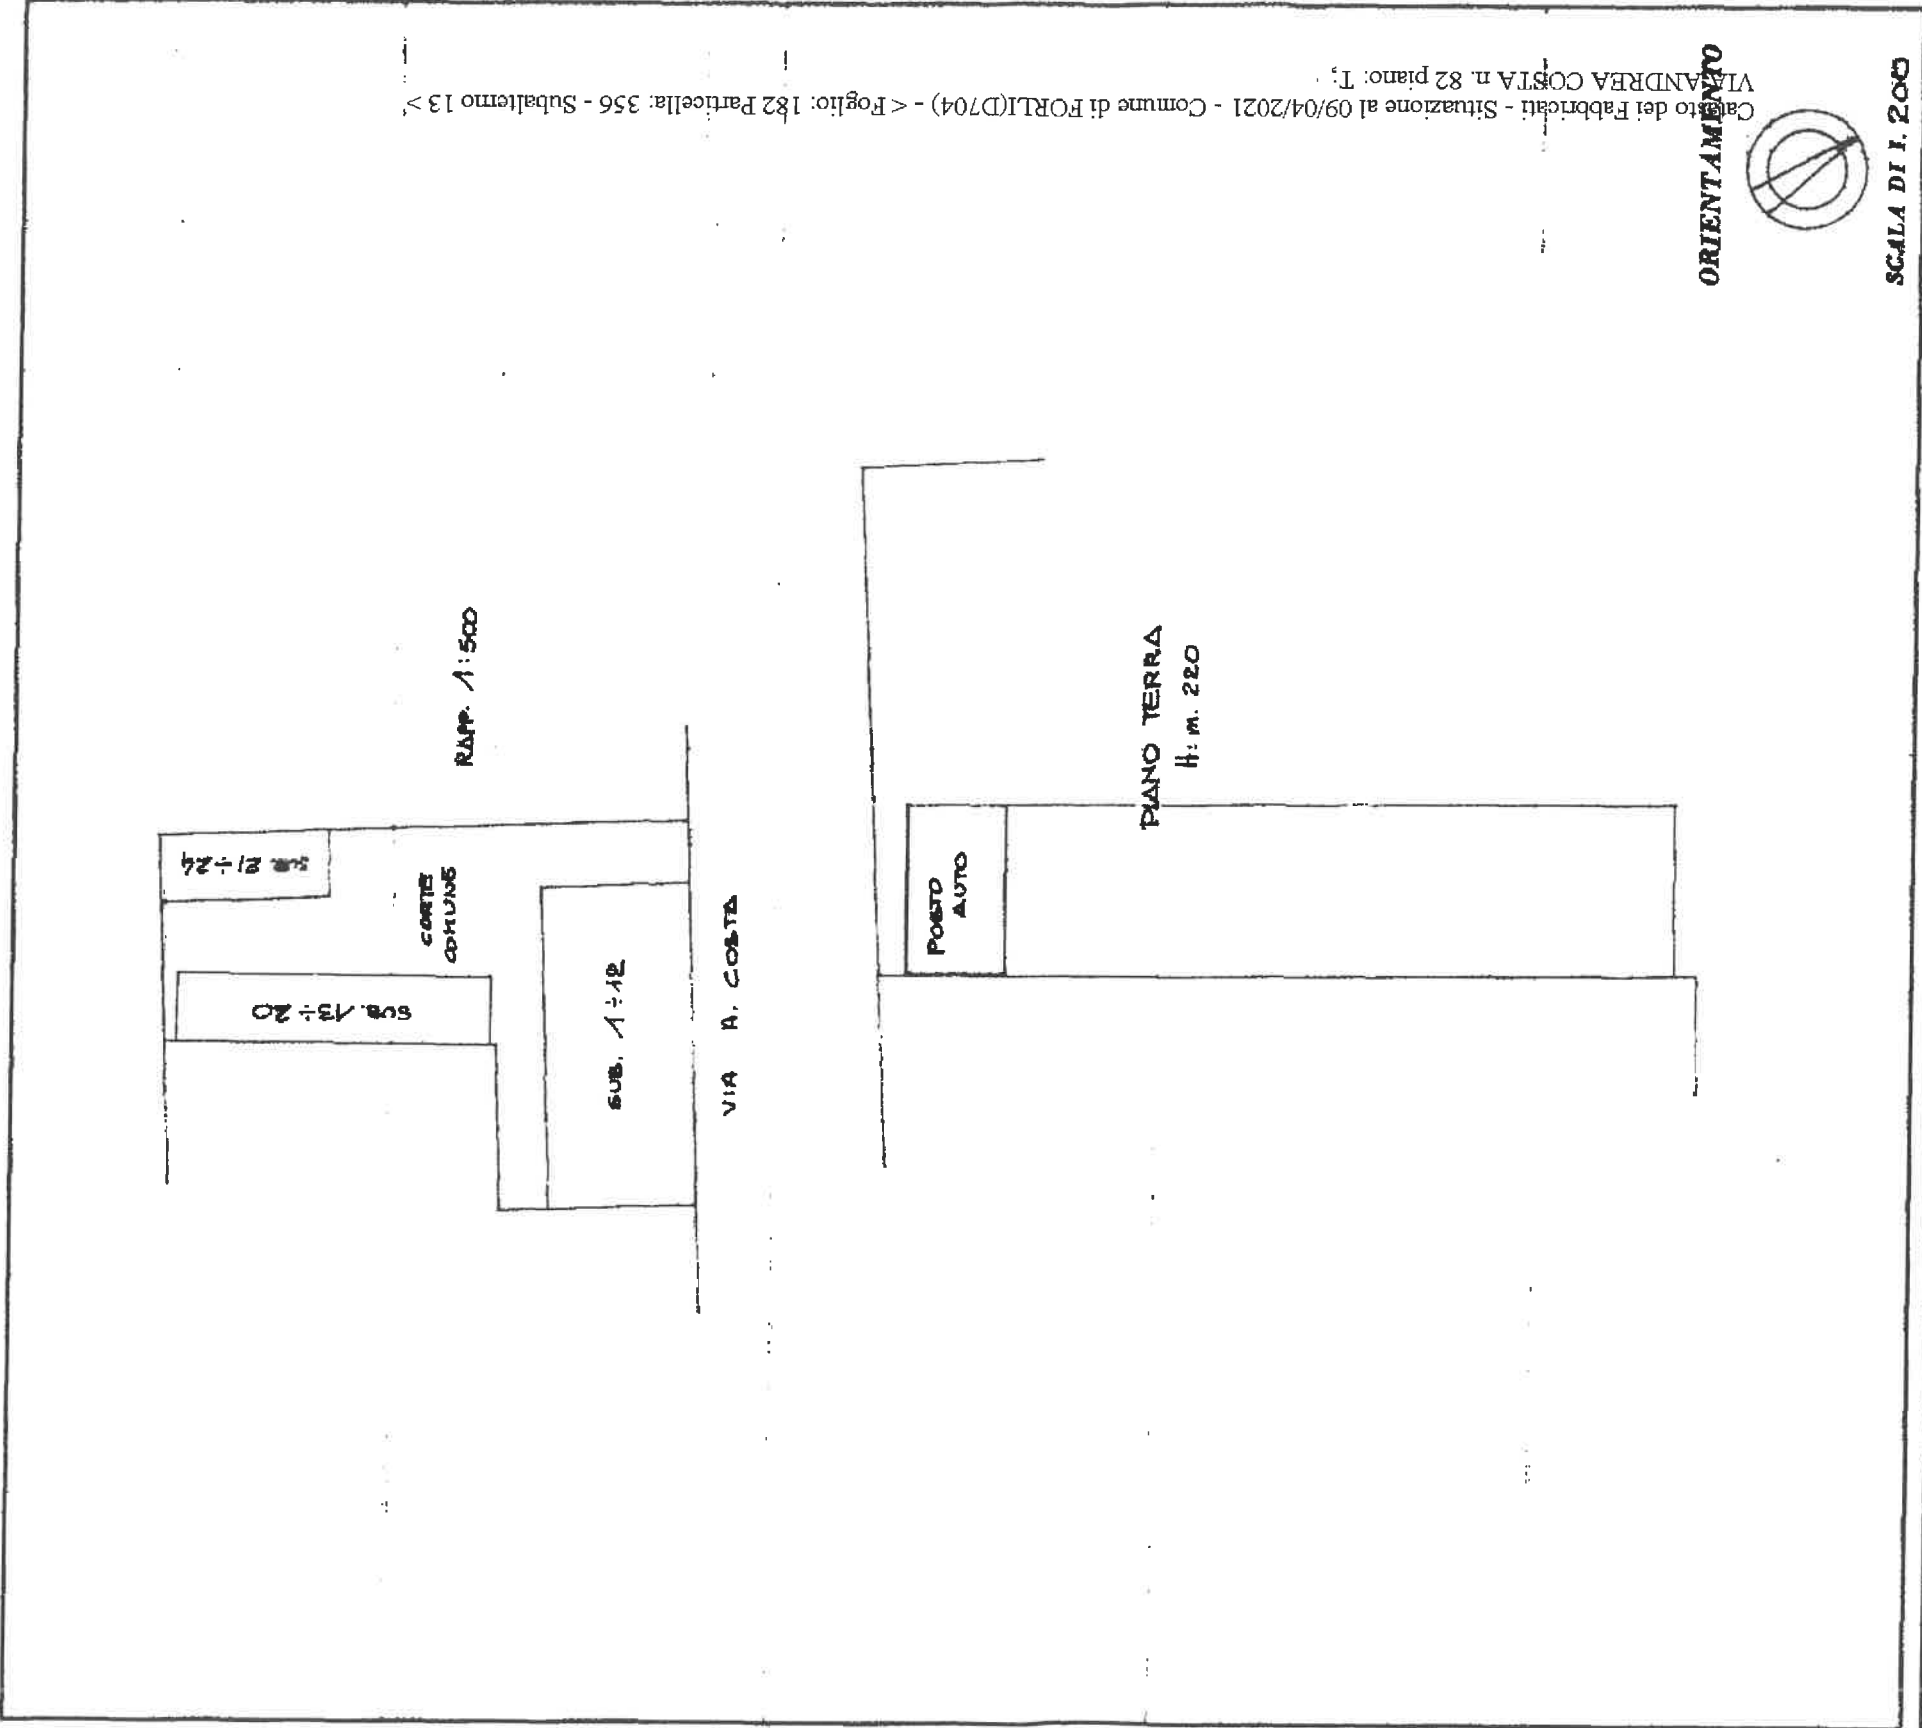 Catasto dei Fabbricati - Situazione al 09/04/2021 - Comune di FORLI(D704) - < Foglio: 182 Particella: 356 - Subalterno 13 >
VIA ANDREA COSTA n. 82 piano: T;
ORIENTAMENTO
SCALA DI 1. 200
RAPP. 1:500
SUB. 21÷24
CORTE
COMUNE
SUB. 13÷20
SUB. 1÷12
VIA A. COSTA
POSTO
AUTO
PIANO TERRA
H: m. 220